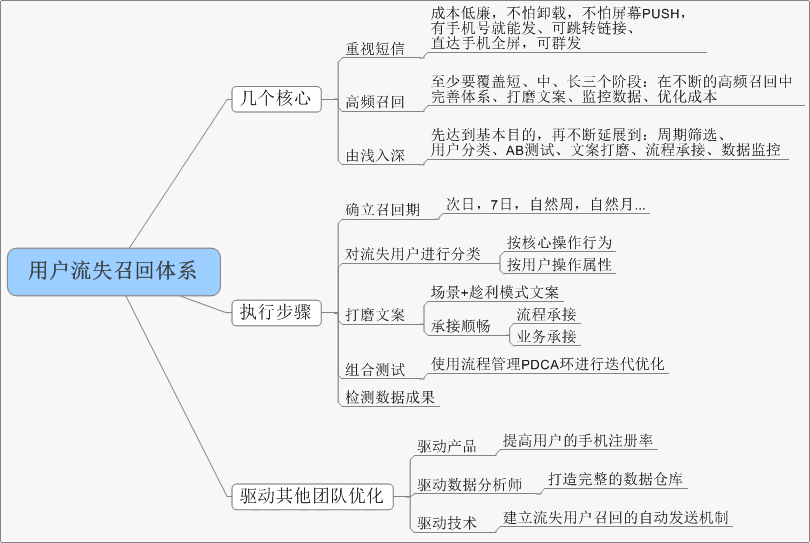 用户流失召回体系
几个核心
重视短信
成本低廉，不怕卸载，不怕屏幕PUSH，
有手机号就能发、可跳转链接、
直达手机全屏，可群发
高频召回
至少要覆盖短、中、长三个阶段：在不断的高频召回中
完善体系、打磨文案、监控数据、优化成本
由浅入深
先达到基本目的，再不断延展到：周期筛选、
用户分类、AB测试、文案打磨、流程承接、数据监控
执行步骤
确立召回期
次日，7日，自然周，自然月...
对流失用户进行分类
按核心操作行为
按用户操作属性
打磨文案
场景+趁利模式文案
承接顺畅
流程承接
业务承接
组合测试
使用流程管理PDCA环进行迭代优化
检测数据成果
驱动其他团队优化
驱动产品
提高用户的手机注册率
驱动数据分析师
打造完整的数据仓库
驱动技术
建立流失用户召回的自动发送机制